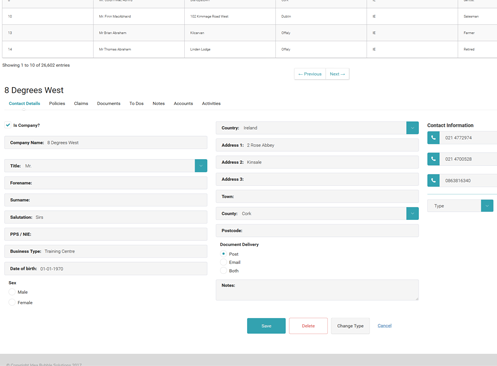 10 Mr Finn Macklilend 102 Kimmage Road West Dublin B Salesman
13 Mr Brian Abraham Kilcarvan Offaly B Farmer
14 Mr Thomas Abraham Linden Lodge Offaly B Retired
Showing 1 to 10 of 26,602 entries
← Previous Next →
8 Degrees West
Contact Details Policies Claims Documents To Dos Notes Accounts Activities
Is Company?
Company Name: 8 Degrees West
Title: Mr.
Forename:
Surname:
Salutation: Sirs
PPS / NIE:
Business Type: Training Centre
Date of birth: 01-01-1970
Sex
Male
Female
Country: Ireland
Address 1: 2 Rose Abbey
Address 2: Kinsale
Address 3:
Town:
County: Cork
Postcode:
Document Delivery
Post
Email
Both
Notes:
Contact Information
021 4772974
021 4700528
0863816340
Type
Save Delete Change Type Cancel